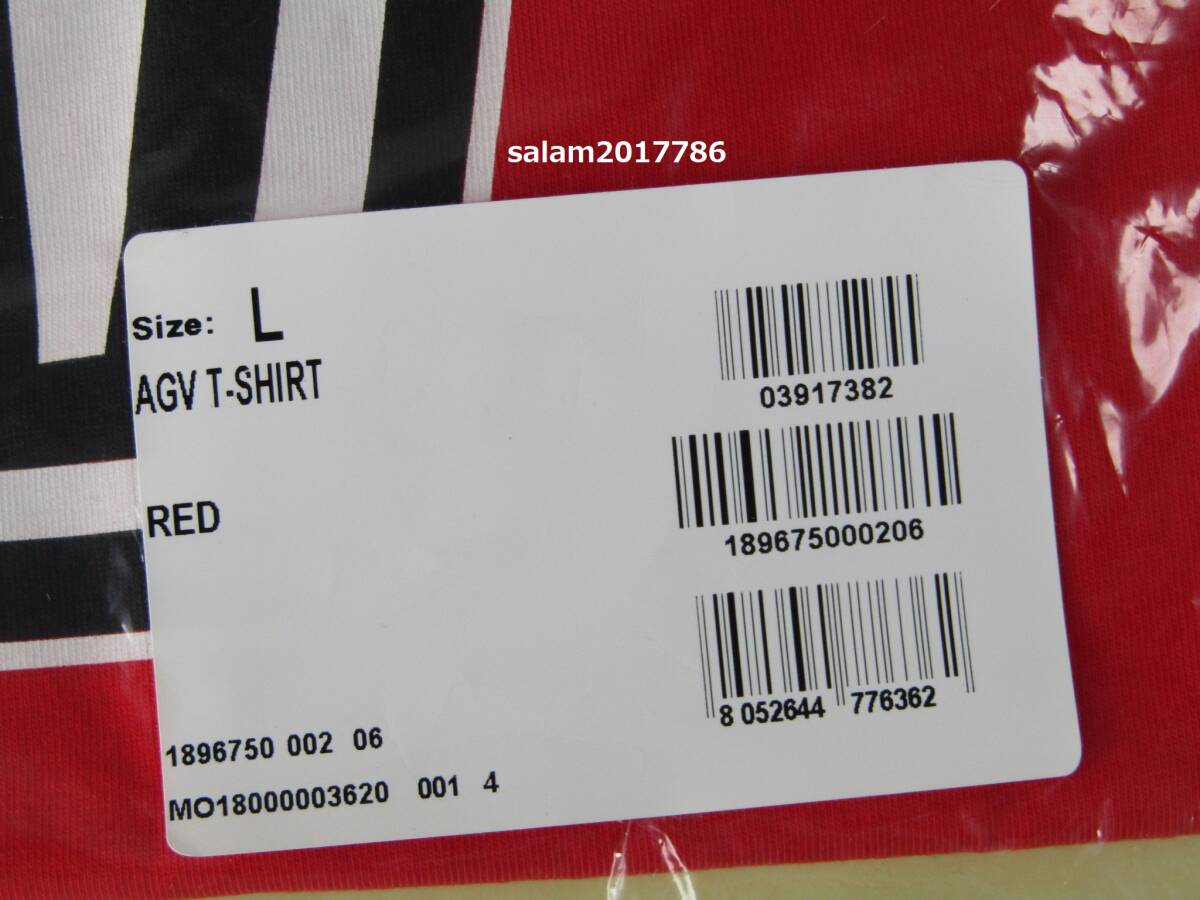 salam2017786
Size: L
AGV T-SHIRT
RED
03917382
189675000206
8 052644 776362
1896750 002 06
MO18000003620 001 4